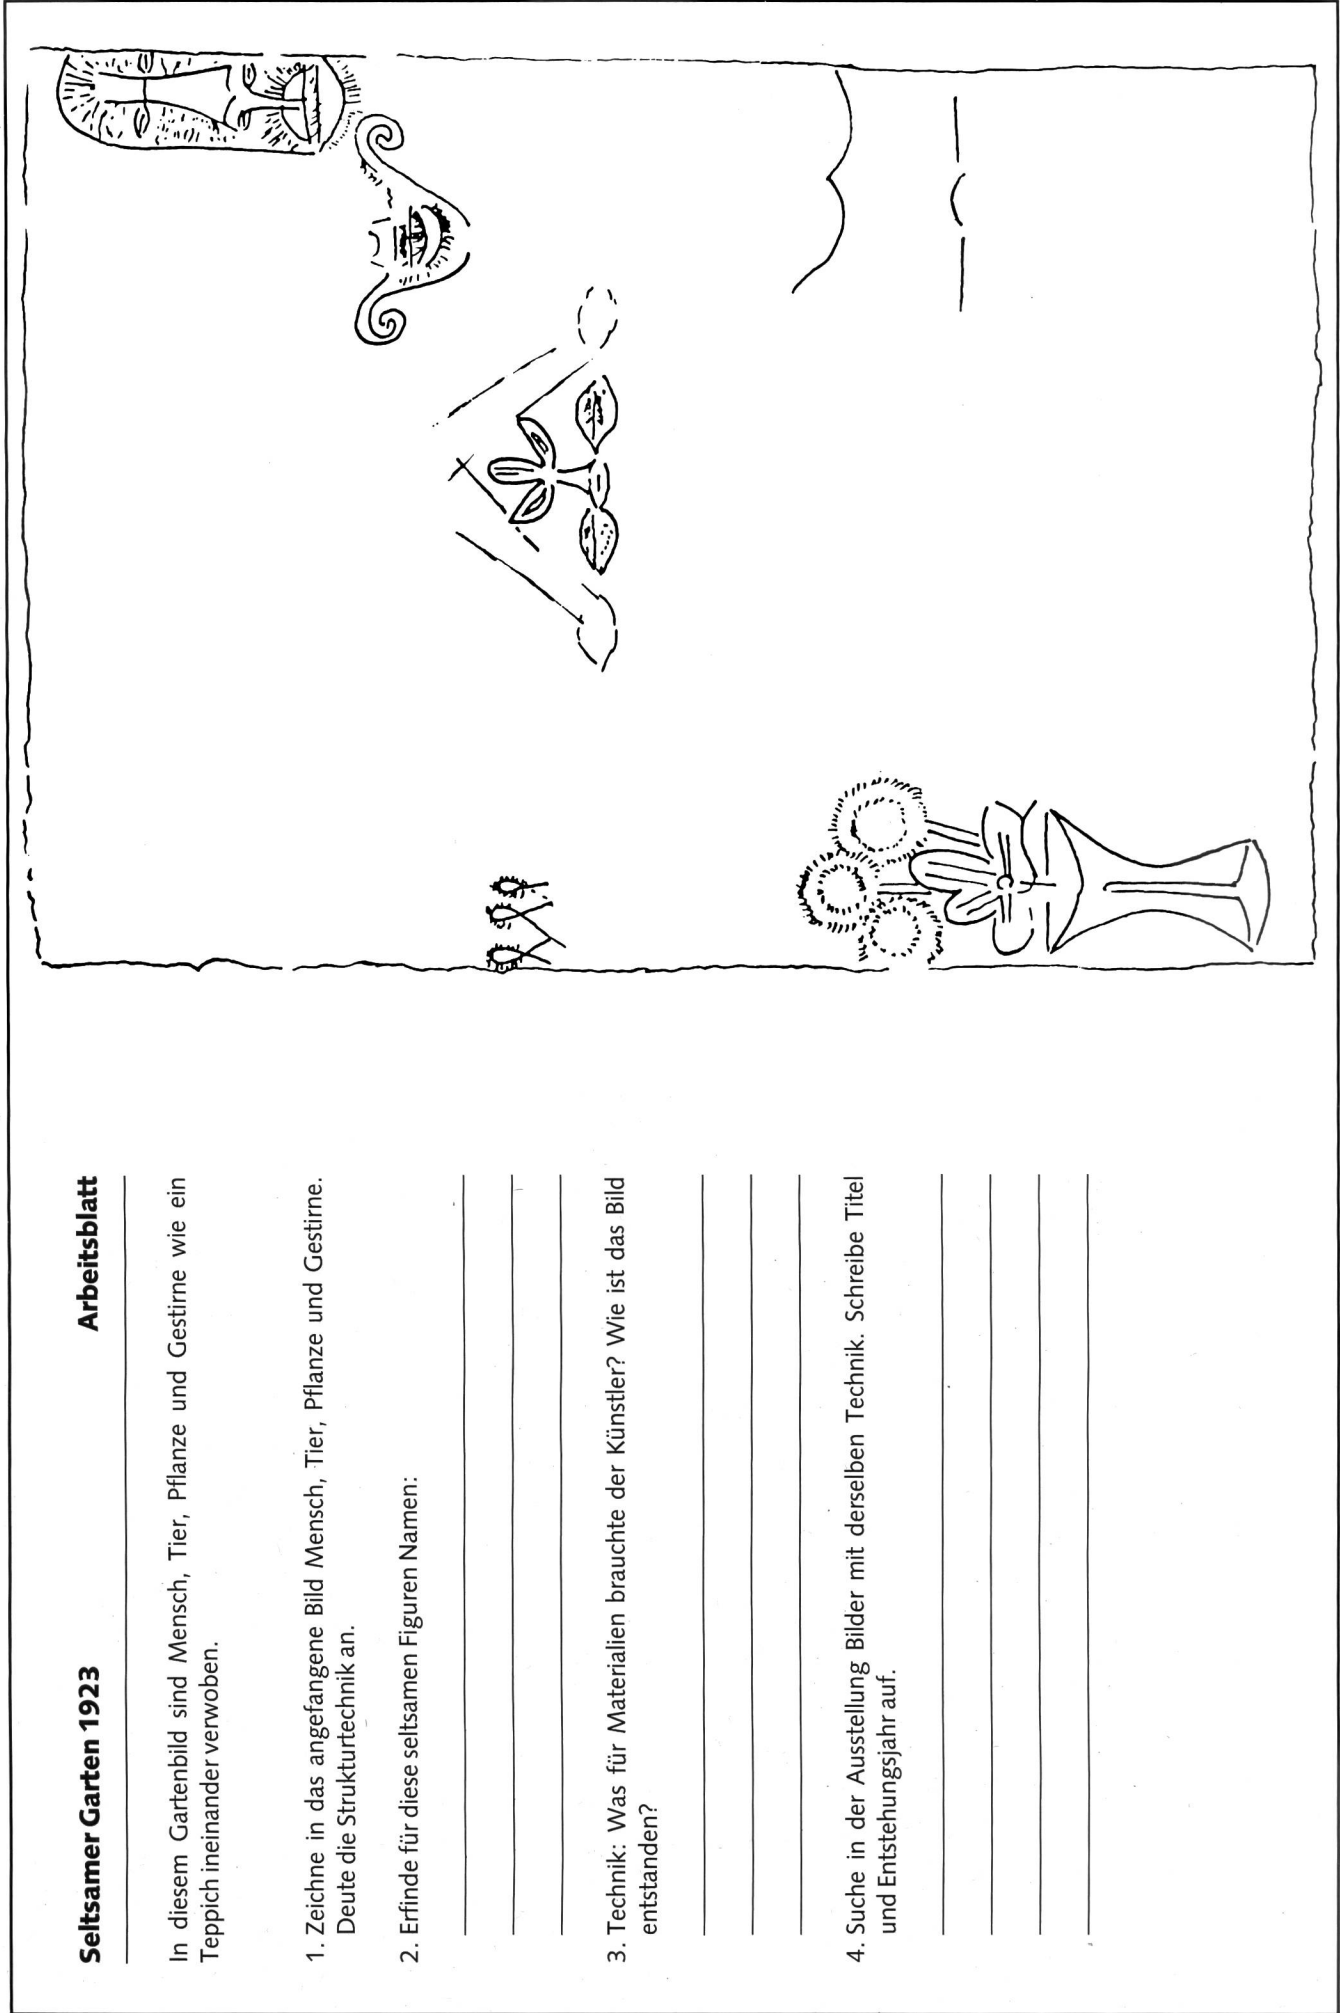 Seltsamer Garten 1923 Arbeitsblatt
In diesem Gartenbild sind Mensch, Tier, Pflanze und Gestirne wie ein
Teppich ineinander verwoben.
1. Zeichne in das angefangene Bild Mensch, Tier, Pflanze und Gestirne.
Deute die Strukturtechnik an.
2. Erfinde für diese seltsamen Figuren Namen:
3. Technik: Was für Materialien brauchte der Künstler? Wie ist das Bild
entstanden?
4. Suche in der Ausstellung Bilder mit derselben Technik. Schreibe Titel
und Entstehungsjahr auf.